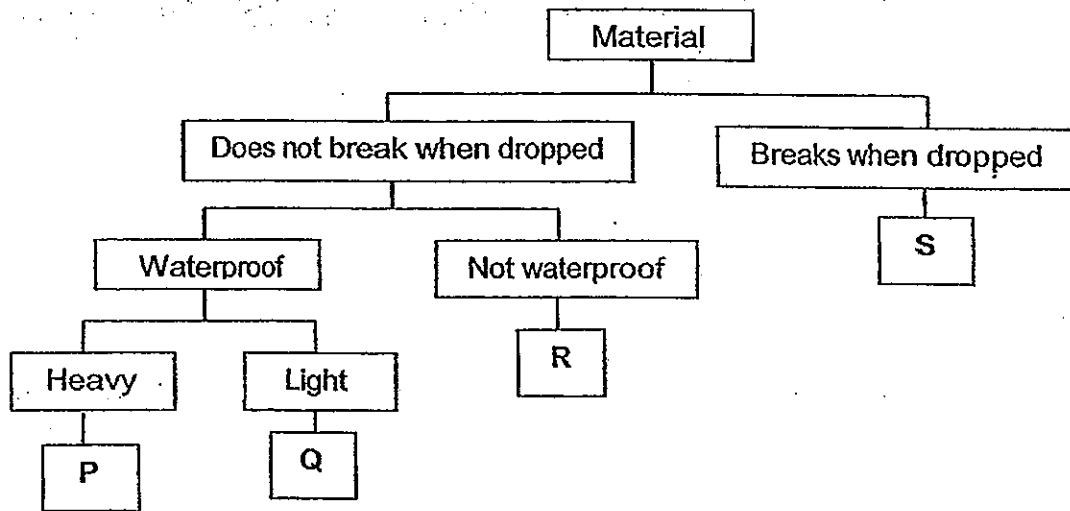 Material
Does not break when dropped
Breaks when dropped
Waterproof
Not waterproof
S
Heavy
Light
R
P
Q